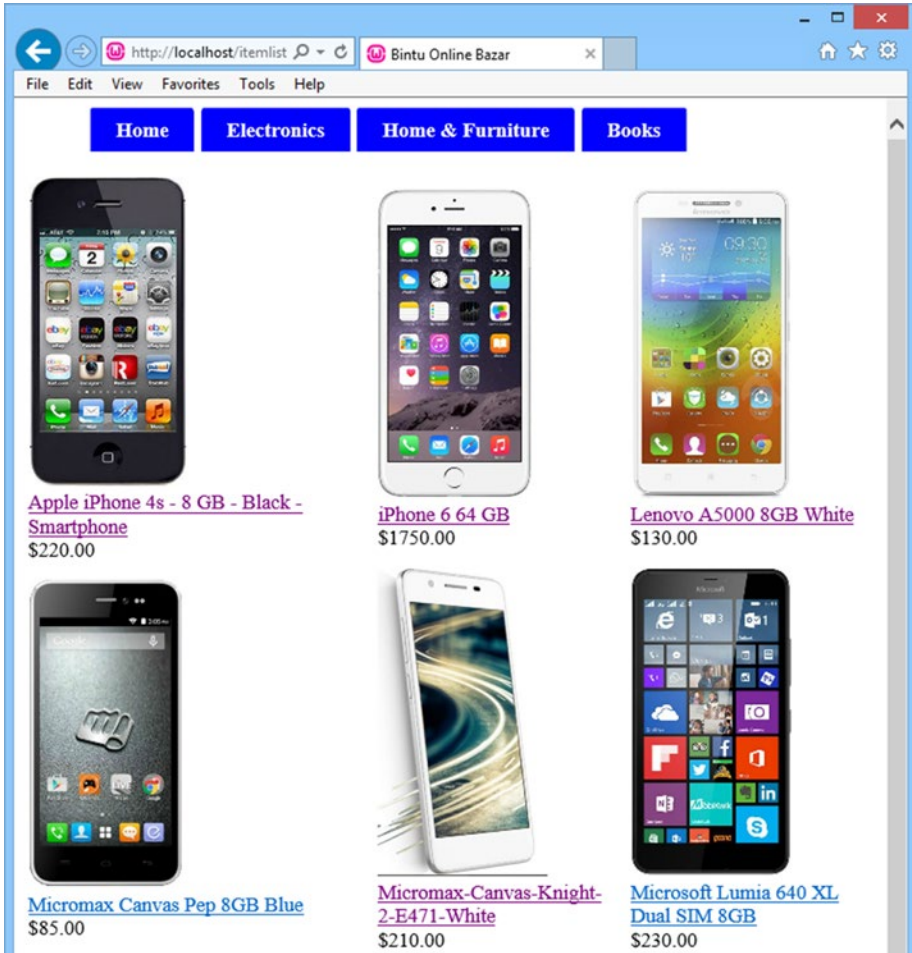 http://localhost/itemlist
Bintu Online Bazar
File Edit View Favorites Tools Help
Home Electronics Home & Furniture Books
Apple iPhone 4s - 8 GB - Black -
Smartphone
$220.00
iPhone 6 64 GB
$1750.00
Lenovo A5000 8GB White
$130.00
Micromax Canvas Pep 8GB Blue
$85.00
Micromax-Canvas-Knight-
2-E471-White
$210.00
Microsoft Lumia 640 XL
Dual SIM 8GB
$230.00